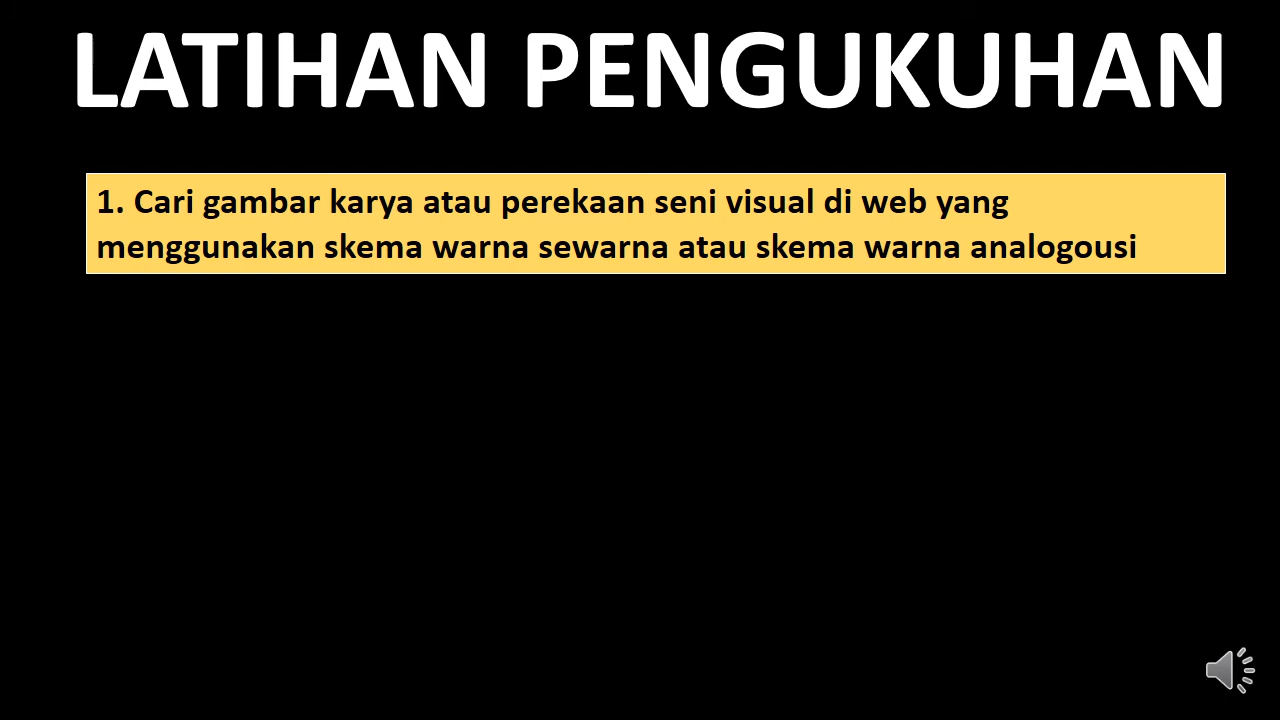 LATIHAN PENGUKUHAN
1. Cari gambar karya atau perekaan seni visual di web yang
menggunakan skema warna sewarna atau skema warna analogousi